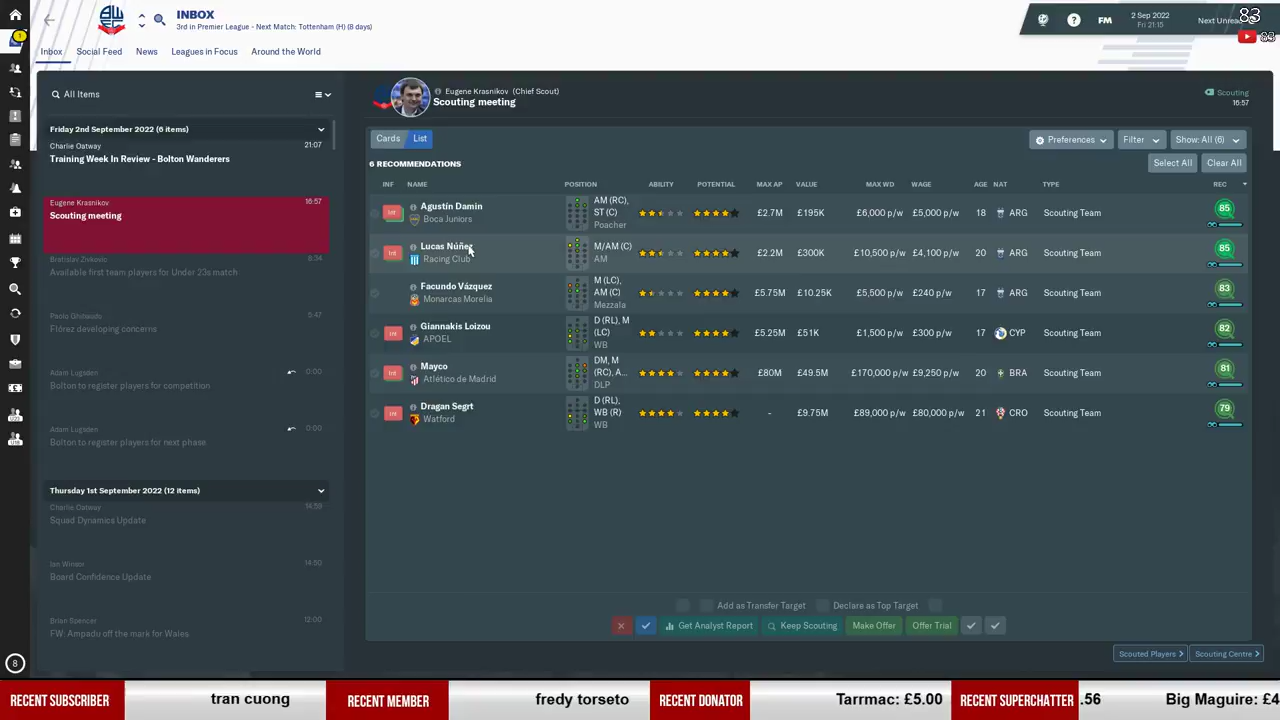 INBOX
3rd in Premier League - Next Match: Tottenham (H) (8 days)
FM
2 Sep 2022
Fri 21:15
83
Inbox
Social Feed
News
Leagues in Focus
Around the World
All Items
Friday 2nd September 2022 (6 items)
Charlie Oatway 21:07
Training Week In Review - Bolton Wanderers
Eugene Krasnikov 16:57
Scouting meeting
Bratislav Zivkovic 8:34
Available first team players for Under 23s match
Paolo Ghinaudo 5:47
Flórez developing concerns
Adam Lugsden 0:00
Bolton to register players for competition
Adam Lugsden 0:00
Bolton to register players for next phase
Thursday 1st September 2022 (12 items)
Charlie Oatway 14:59
Squad Dynamics Update
Ian Winsor 14:50
Board Confidence Update
Brian Spencer 12:00
FW: Ampadu off the mark for Wales
Eugene Krasnikov (Chief Scout)
Scouting meeting
Scouting
16:57
Cards List
Preferences Filter Show: All (6)
6 RECOMMENDATIONS
Select All Clear All
INF NAME POSITION ABILITY POTENTIAL MAX AP VALUE MAX WD WAGE AGE NAT TYPE REC
Int Agustín Damin AM (RC), ST (C) £2.7M £195K £6,000 p/w £5,000 p/w 18 ARG Scouting Team 85
Boca Juniors Poacher
Int Lucas Núñez M/AM (C) £2.2M £300K £10,500 p/w £4,100 p/w 20 ARG Scouting Team 85
Racing Club AM
Facundo Vázquez M (LC), AM (C) £5.75M £10.25K £5,500 p/w £240 p/w 17 ARG Scouting Team 83
Monarcas Morelia Mezzala
Int Giannakis Loizou D (RL), M (LC) £5.25M £51K £1,500 p/w £300 p/w 17 CYP Scouting Team 82
APOEL WB
Int Mayco DM, M (RC), A... £80M £49.5M £170,000 p/w £9,250 p/w 20 BRA Scouting Team 81
Atlético de Madrid DLP
Int Dragan Segrt D (RL), WB (R) - £9.75M £89,000 p/w £80,000 p/w 21 CRO Scouting Team 79
Watford WB
Add as Transfer Target Declare as Top Target
Get Analyst Report Keep Scouting Make Offer Offer Trial
Scouted Players Scouting Centre
8
RECENT SUBSCRIBER tran cuong RECENT MEMBER fredy torseto RECENT DONATOR Tarrmac: £5.00 RECENT SUPERCHATTER .56 Big Maguire: £4